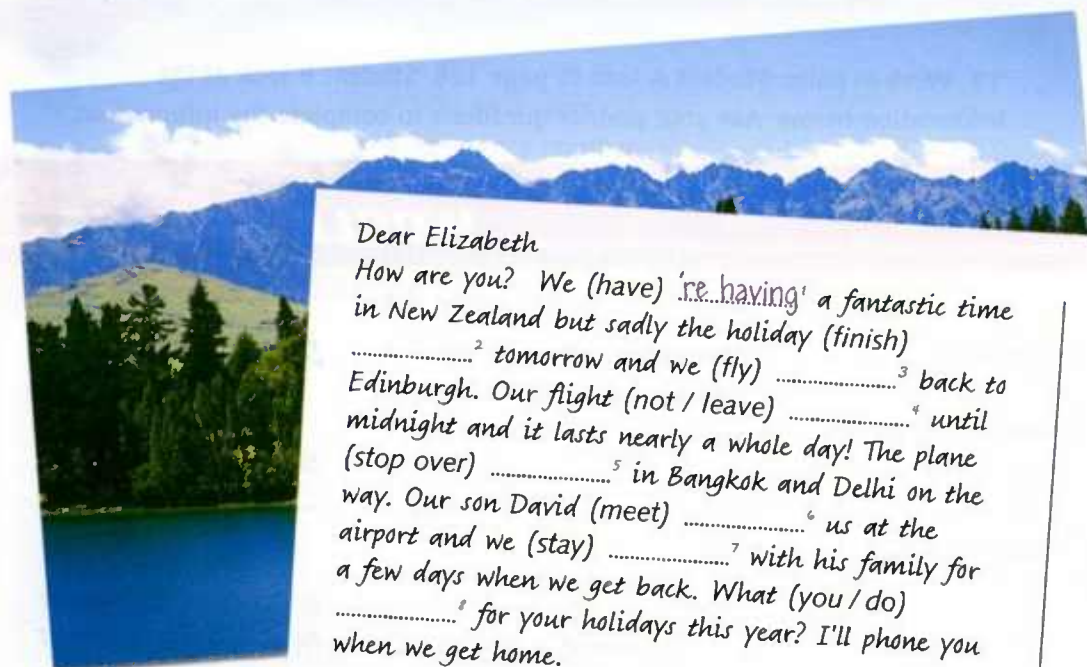 Dear Elizabeth
How are you? We (have) 're having¹ a fantastic time
in New Zealand but sadly the holiday (finish)
.....................² tomorrow and we (fly) .....................³ back to
Edinburgh. Our flight (not / leave) .....................⁴ until
midnight and it lasts nearly a whole day! The plane
(stop over) .....................⁵ in Bangkok and Delhi on the
way. Our son David (meet) .....................⁶ us at the
airport and we (stay) .....................⁷ with his family for
a few days when we get back. What (you / do)
.....................⁸ for your holidays this year? I'll phone you
when we get home.